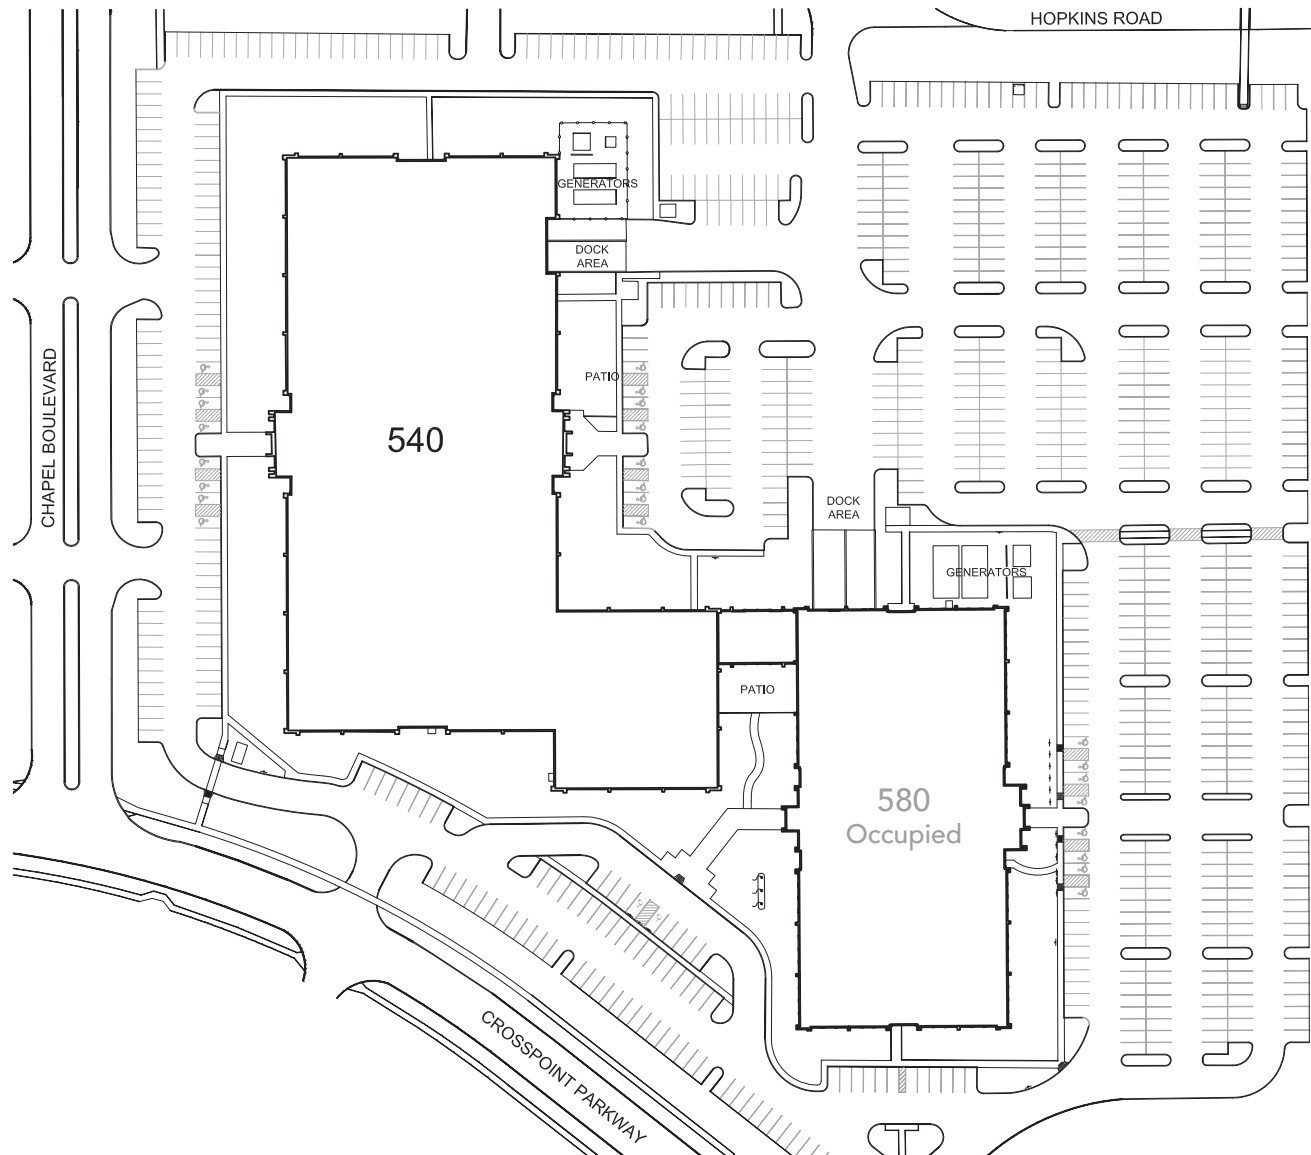 HOPKINS ROAD
GENERATORS
DOCK
AREA
CHAPEL BOULEVARD
PATIO
540
DOCK
AREA
GENERATORS
PATIO
580
Occupied
CROSSPOINT PARKWAY